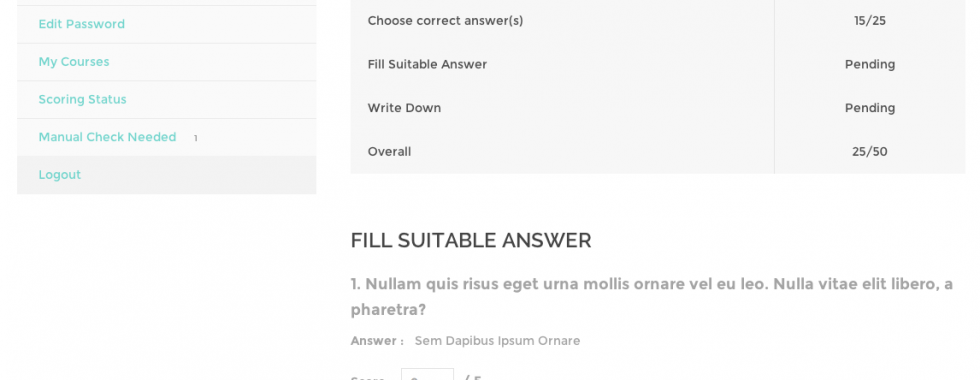 Edit Password
My Courses
Scoring Status
Manual Check Needed 1
Logout
Choose correct answer(s) 15/25
Fill Suitable Answer Pending
Write Down Pending
Overall 25/50
FILL SUITABLE ANSWER
1. Nullam quis risus eget urna mollis ornare vel eu leo. Nulla vitae elit libero, a
pharetra?
Answer : Sem Dapibus Ipsum Ornare